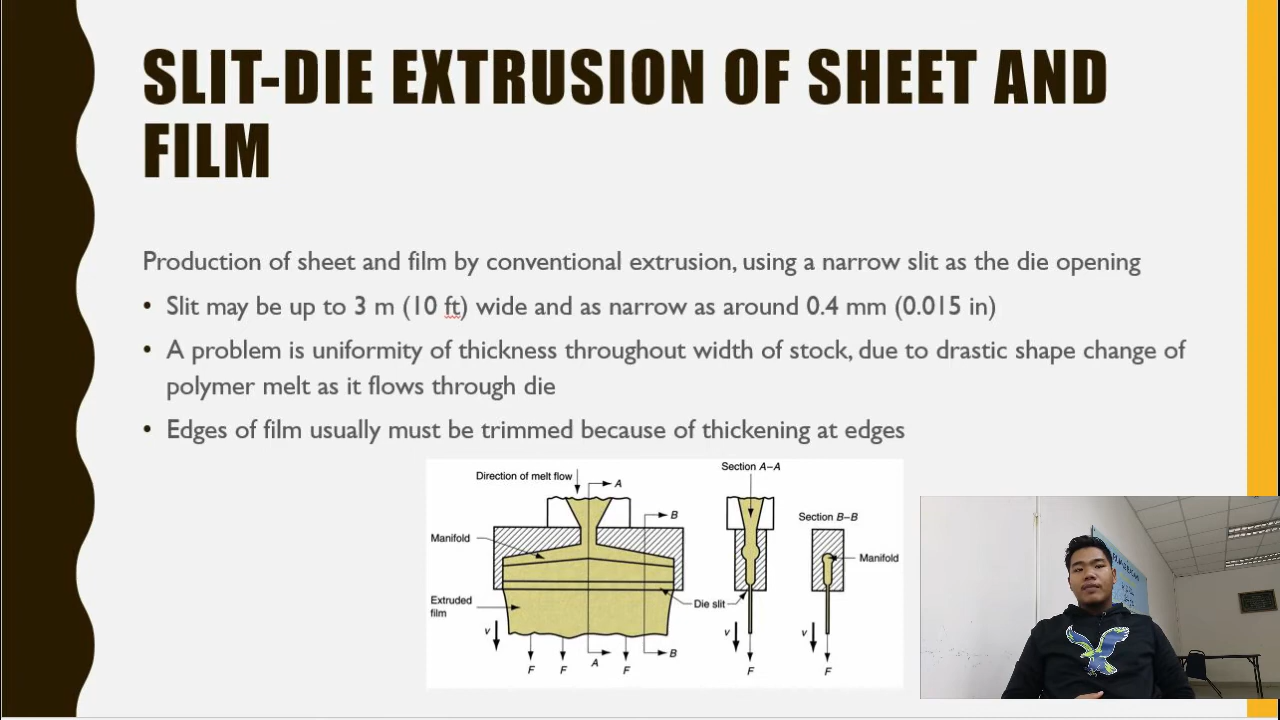 SLIT-DIE EXTRUSION OF SHEET AND
FILM
Production of sheet and film by conventional extrusion, using a narrow slit as the die opening
• Slit may be up to 3 m (10 ft) wide and as narrow as around 0.4 mm (0.015 in)
• A problem is uniformity of thickness throughout width of stock, due to drastic shape change of
polymer melt as it flows through die
• Edges of film usually must be trimmed because of thickening at edges
Direction of melt flow
A
B
Manifold
Extruded
film
v
F
F
A
F
B
Die slit
Section A–A
v
F
Section B–B
Manifold
v
F